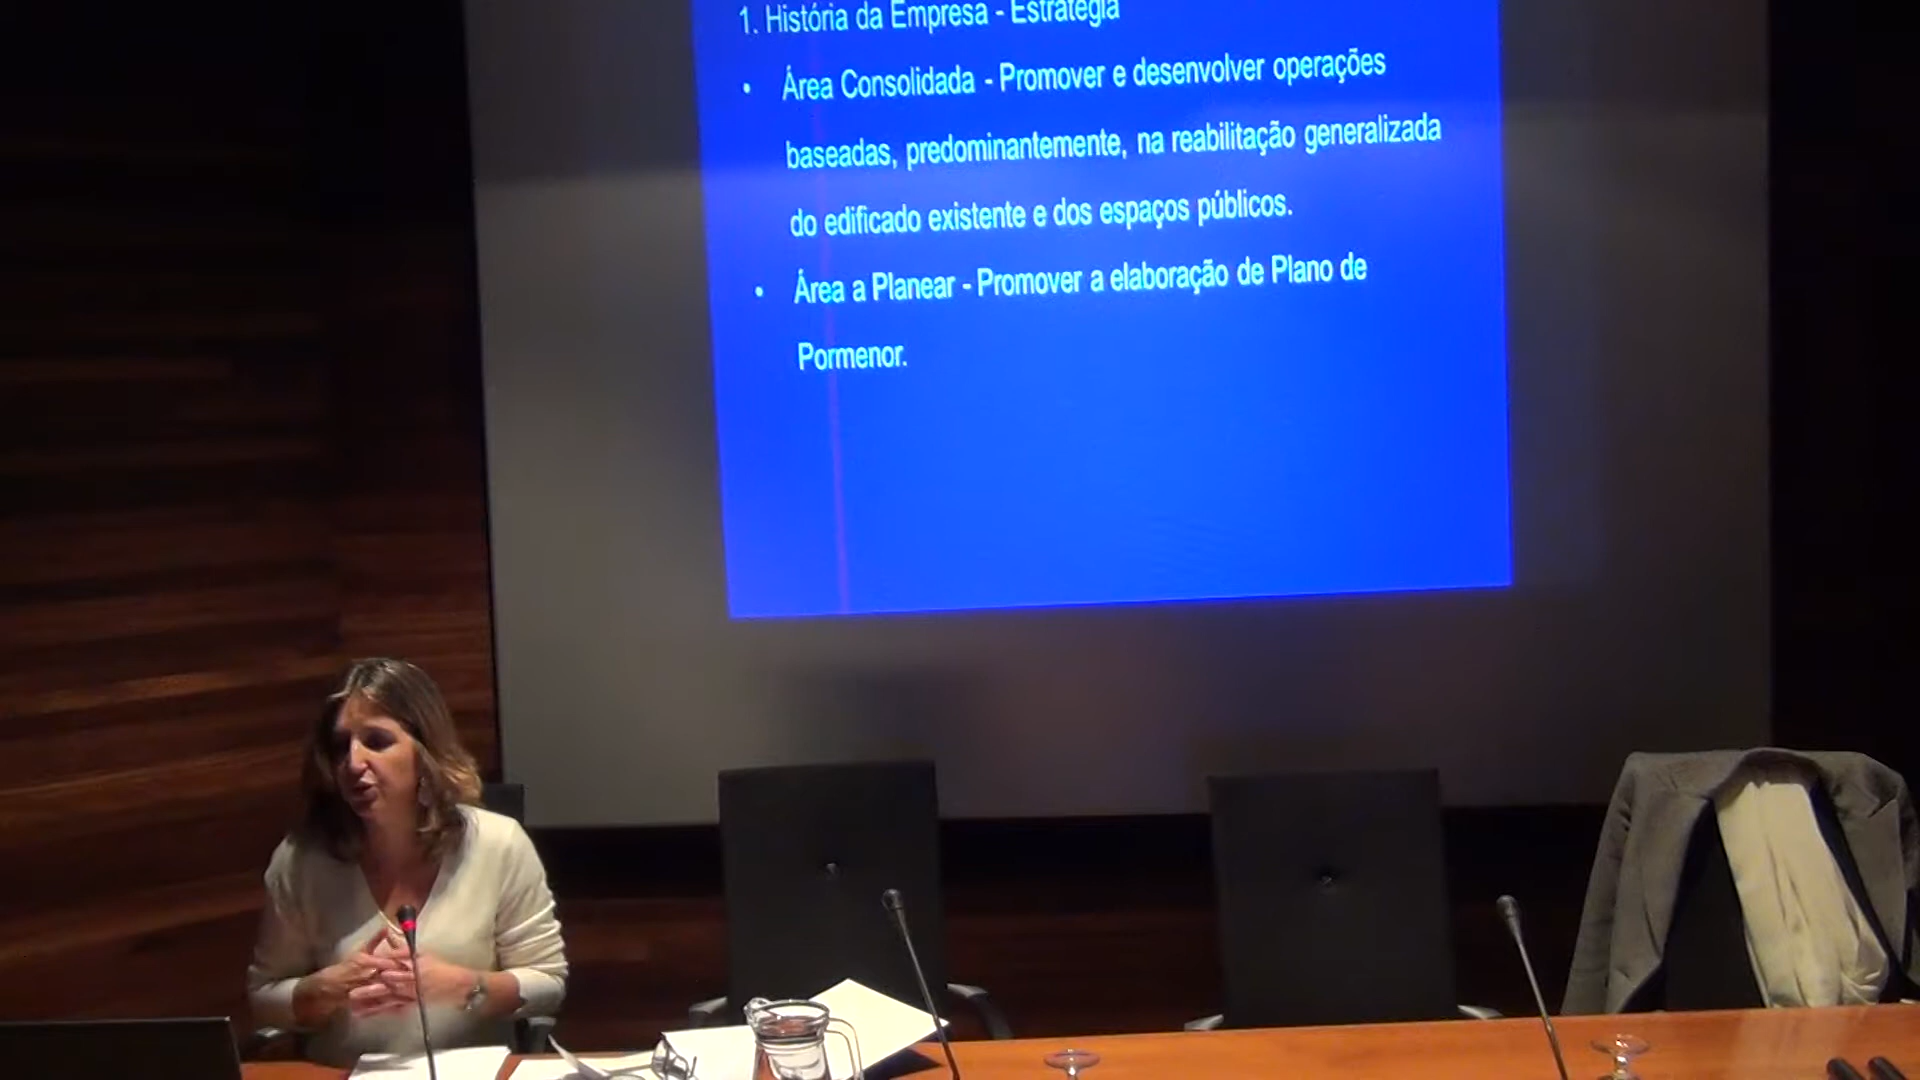 1. História da Empresa - Estratégia
• Área Consolidada - Promover e desenvolver operações
baseadas, predominantemente, na reabilitação generalizada
do edificado existente e dos espaços públicos.
• Área a Planear - Promover a elaboração de Plano de
Pormenor.